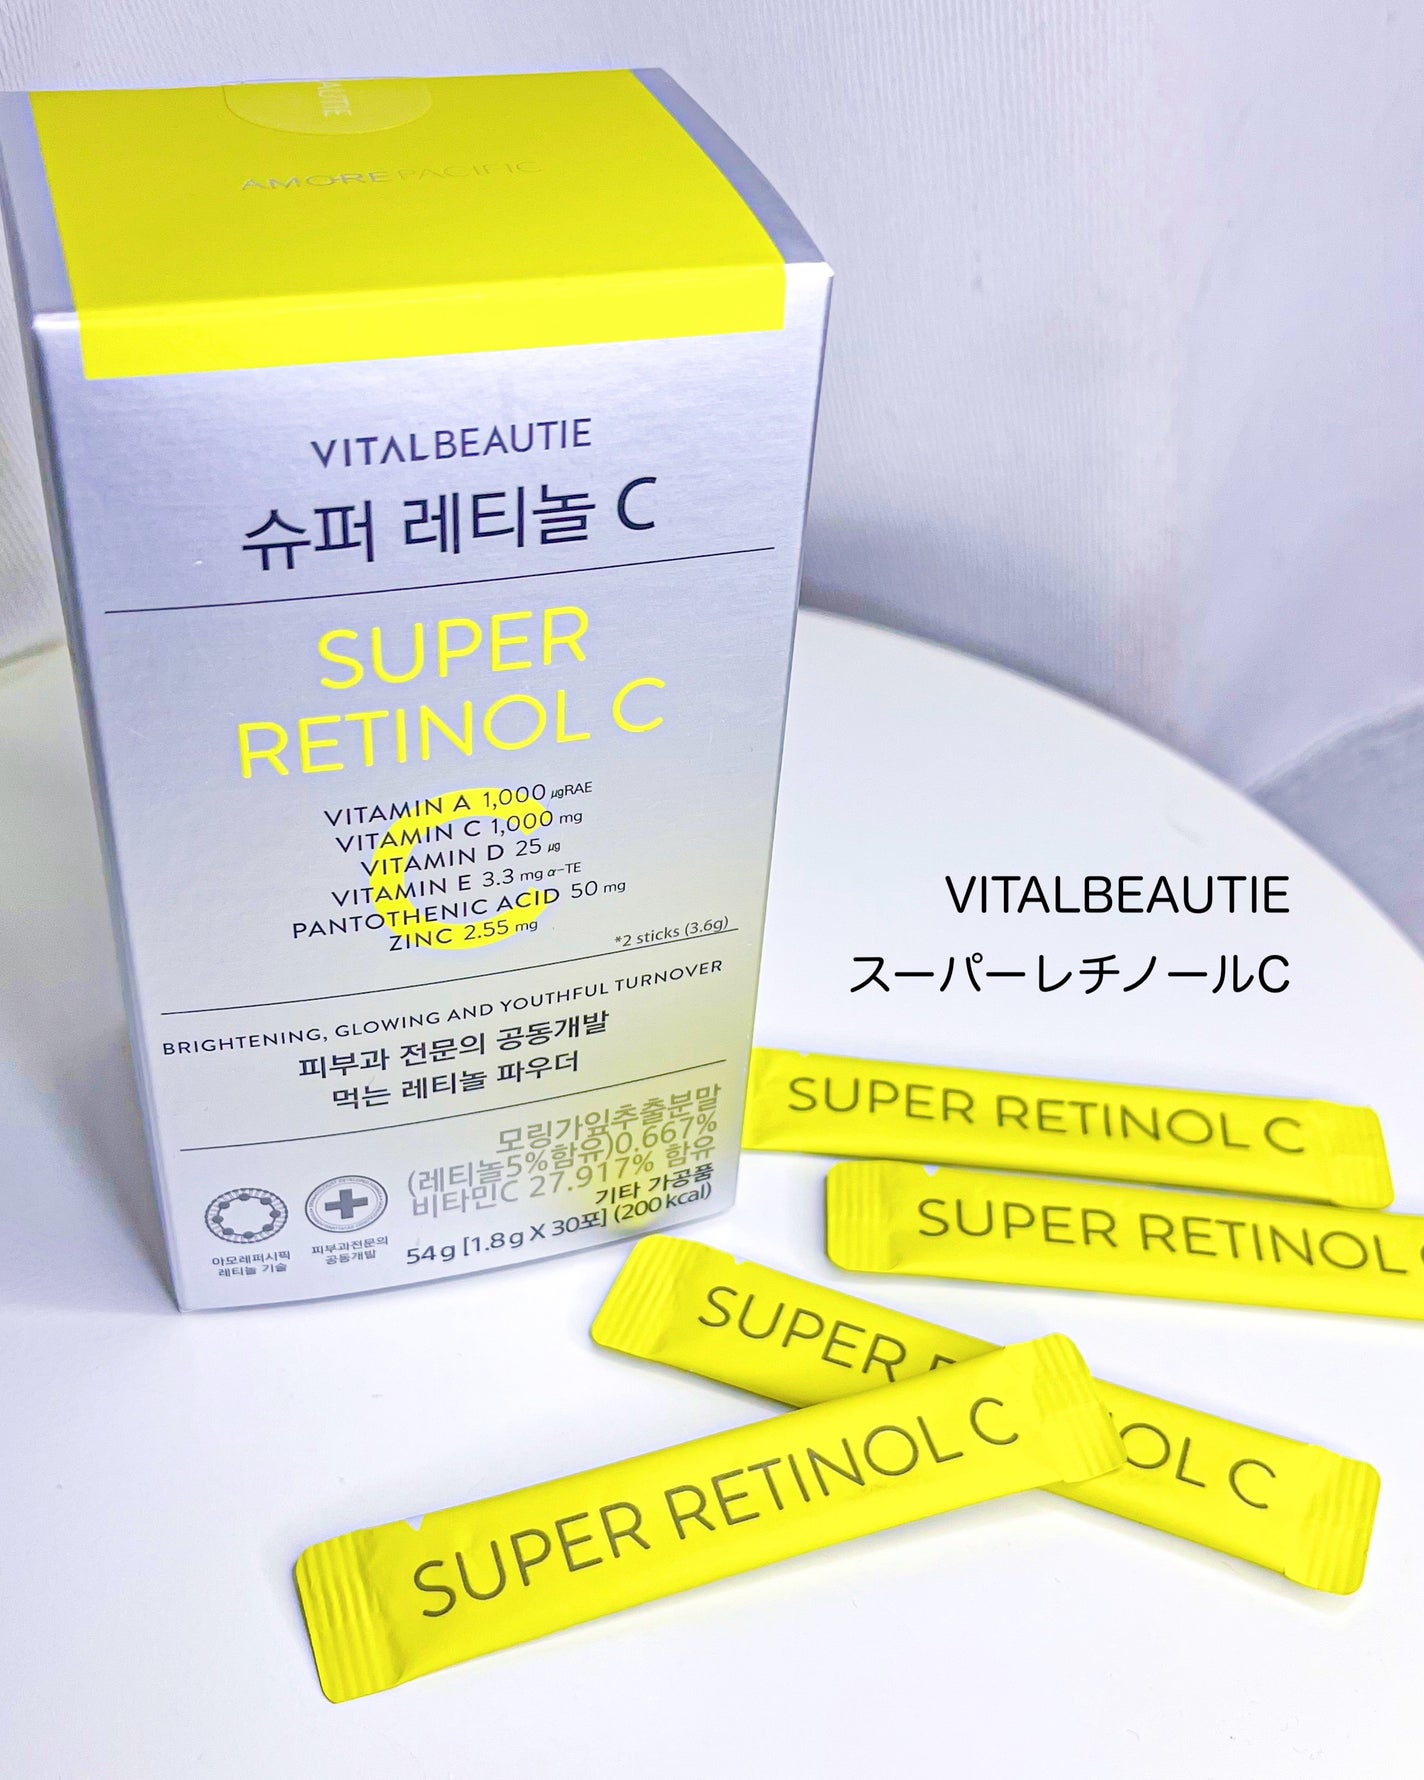 AUTIE
AMOREPACIFIC
VITALBEAUTIE
슈퍼 레티놀 C
SUPER
RETINOL C
VITAMIN A 1,000 µgRAE
VITAMIN C 1,000 mg
VITAMIN D 25 µg
VITAMIN E 3.3 mg α-TE
PANTOTHENIC ACID 50 mg
ZINC 2.55 mg
*2 sticks (3.6g)
BRIGHTENING, GLOWING AND YOUTHFUL TURNOVER
피부과 전문의 공동개발
먹는 레티놀 파우더
모링가잎추출분말
(레티놀5%함유)0.667%
비타민C 27.917% 함유
기타 가공품
54g [1.8g X 30포] (200 kcal)
아모레퍼시픽
레티놀 기술
피부과전문의
공동개발
VITALBEAUTIE
スーパーレチノールC
SUPER RETINOL C
SUPER RETINOL
SUPER
OL C
SUPER RETINOL C